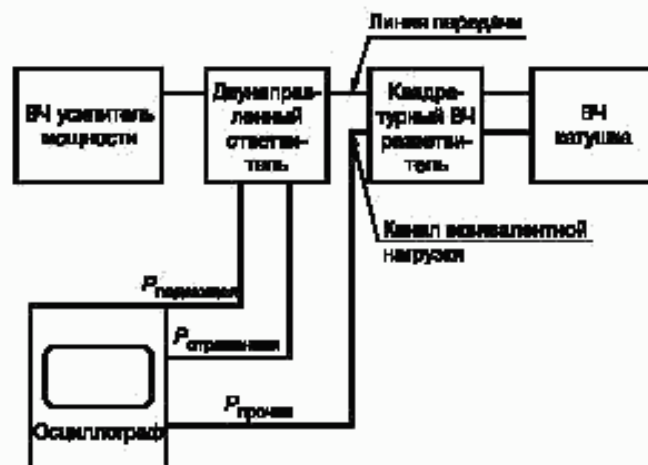 Линия передачи
ВЧ усилитель
мощности
Двунаправ-
ленный
ответви-
тель
Квадра-
турный ВЧ
разветви-
тель
ВЧ
катушка
Канал эквивалентной
нагрузки
Pпадающая
Pотраженная
Pпрочая
Осциллограф